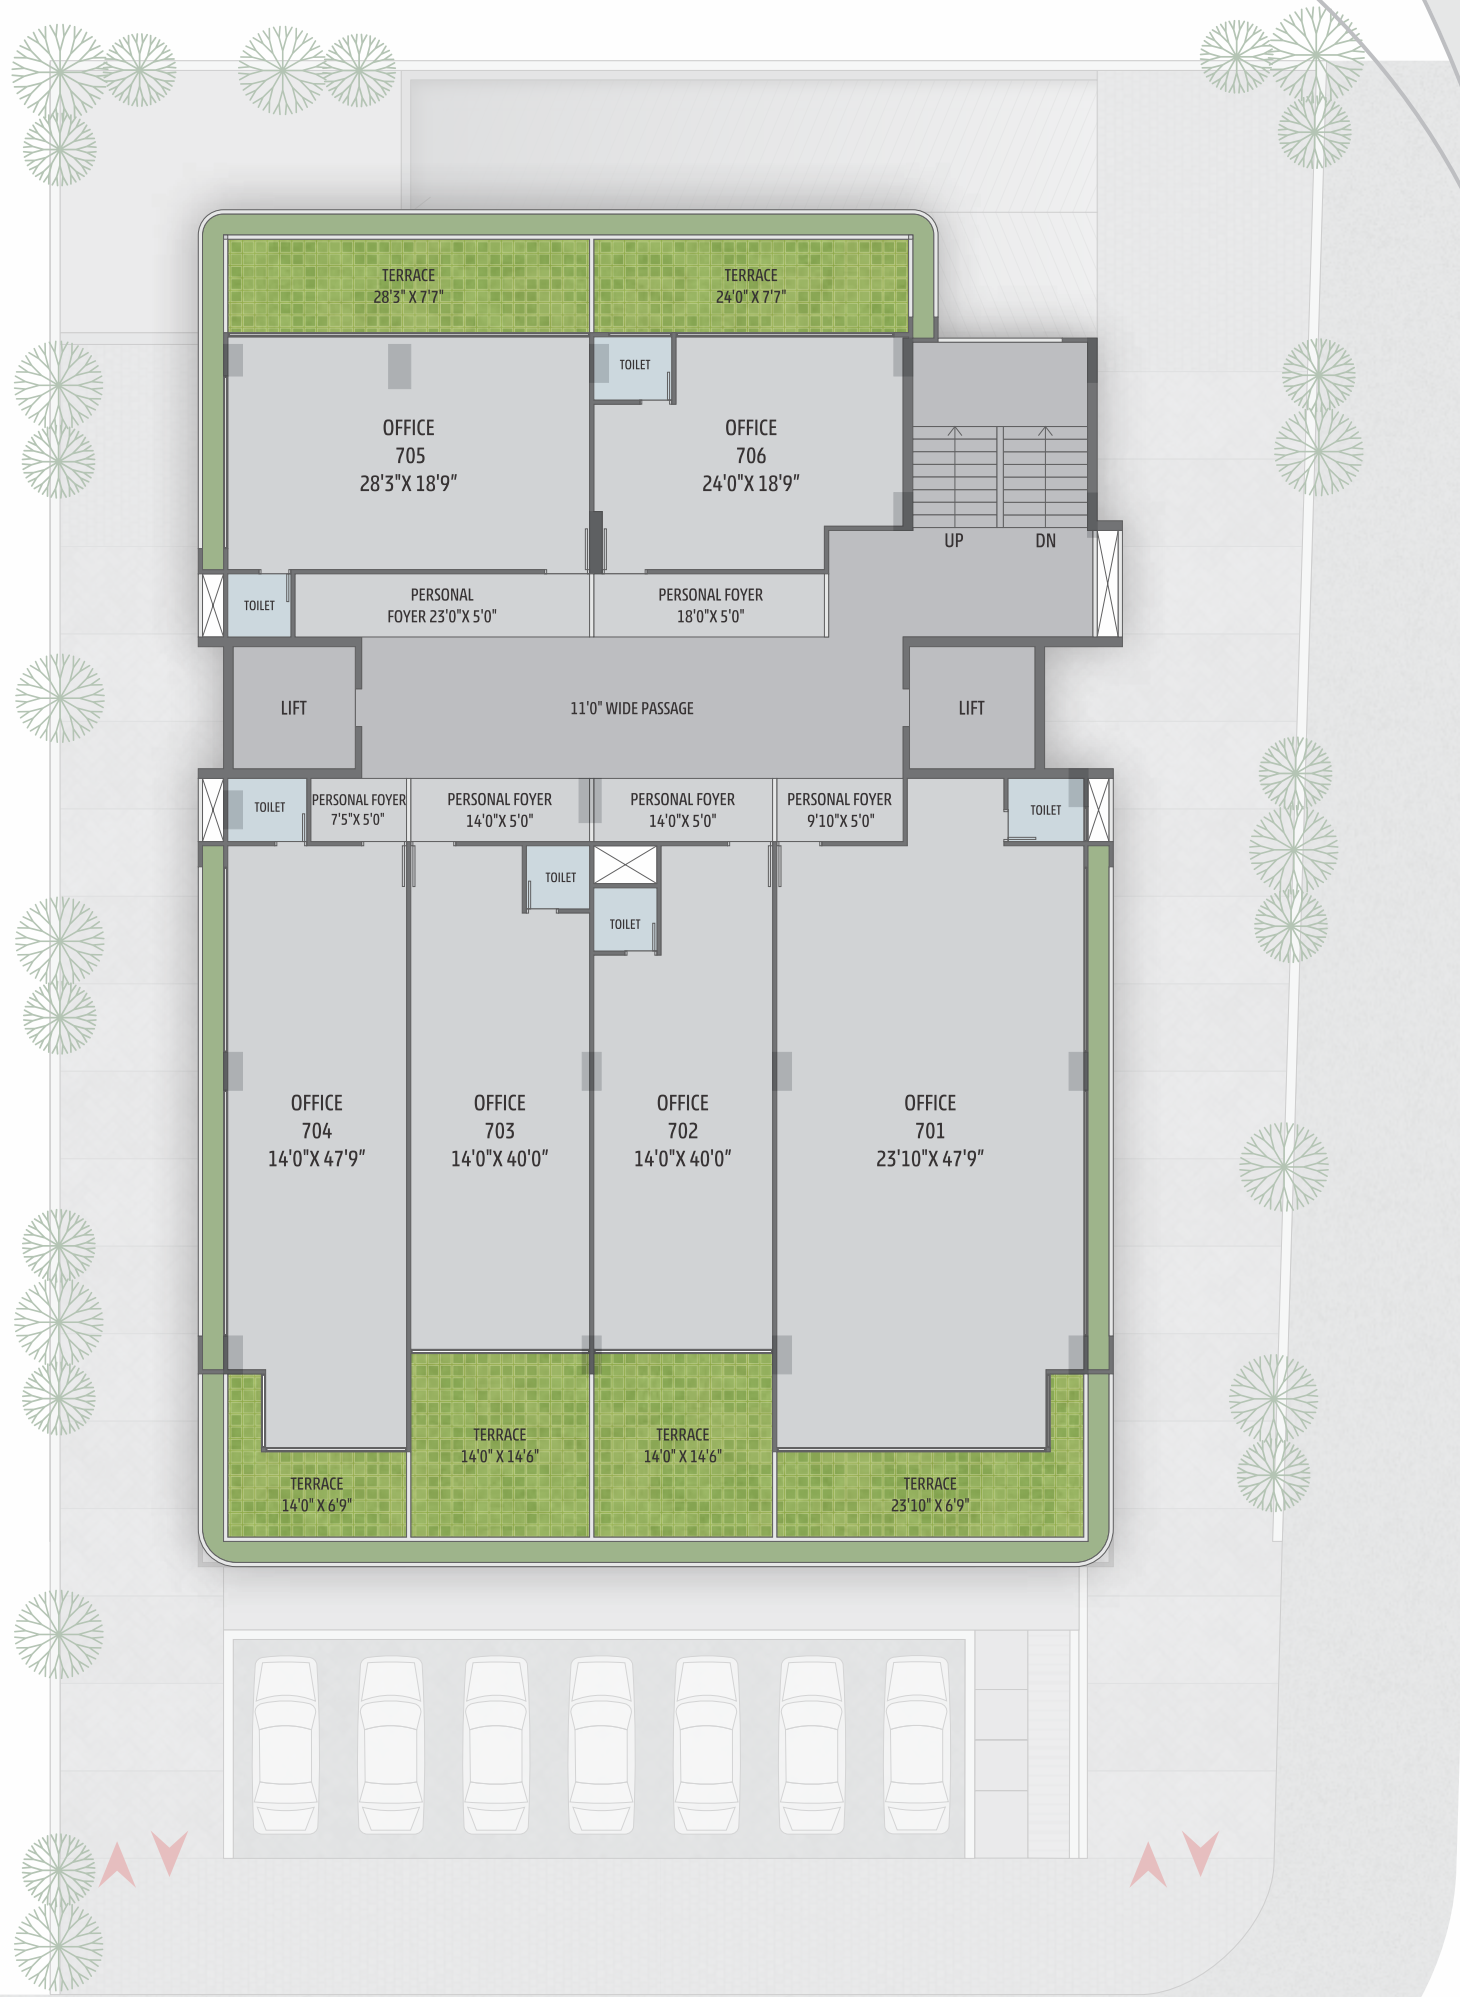 TERRACE
28'3" X 7'7"
TERRACE
24'0" X 7'7"
TOILET
OFFICE
705
28'3"X 18'9"
OFFICE
706
24'0"X 18'9"
UP
DN
TOILET
PERSONAL
FOYER 23'0"X 5'0"
PERSONAL FOYER
18'0"X 5'0"
LIFT
11'0" WIDE PASSAGE
LIFT
TOILET
PERSONAL FOYER
7'5"X 5'0"
PERSONAL FOYER
14'0"X 5'0"
PERSONAL FOYER
14'0"X 5'0"
PERSONAL FOYER
9'10"X 5'0"
TOILET
TOILET
TOILET
OFFICE
704
14'0"X 47'9"
OFFICE
703
14'0"X 40'0"
OFFICE
702
14'0"X 40'0"
OFFICE
701
23'10"X 47'9"
TERRACE
14'0" X 6'9"
TERRACE
14'0" X 14'6"
TERRACE
14'0" X 14'6"
TERRACE
23'10" X 6'9"